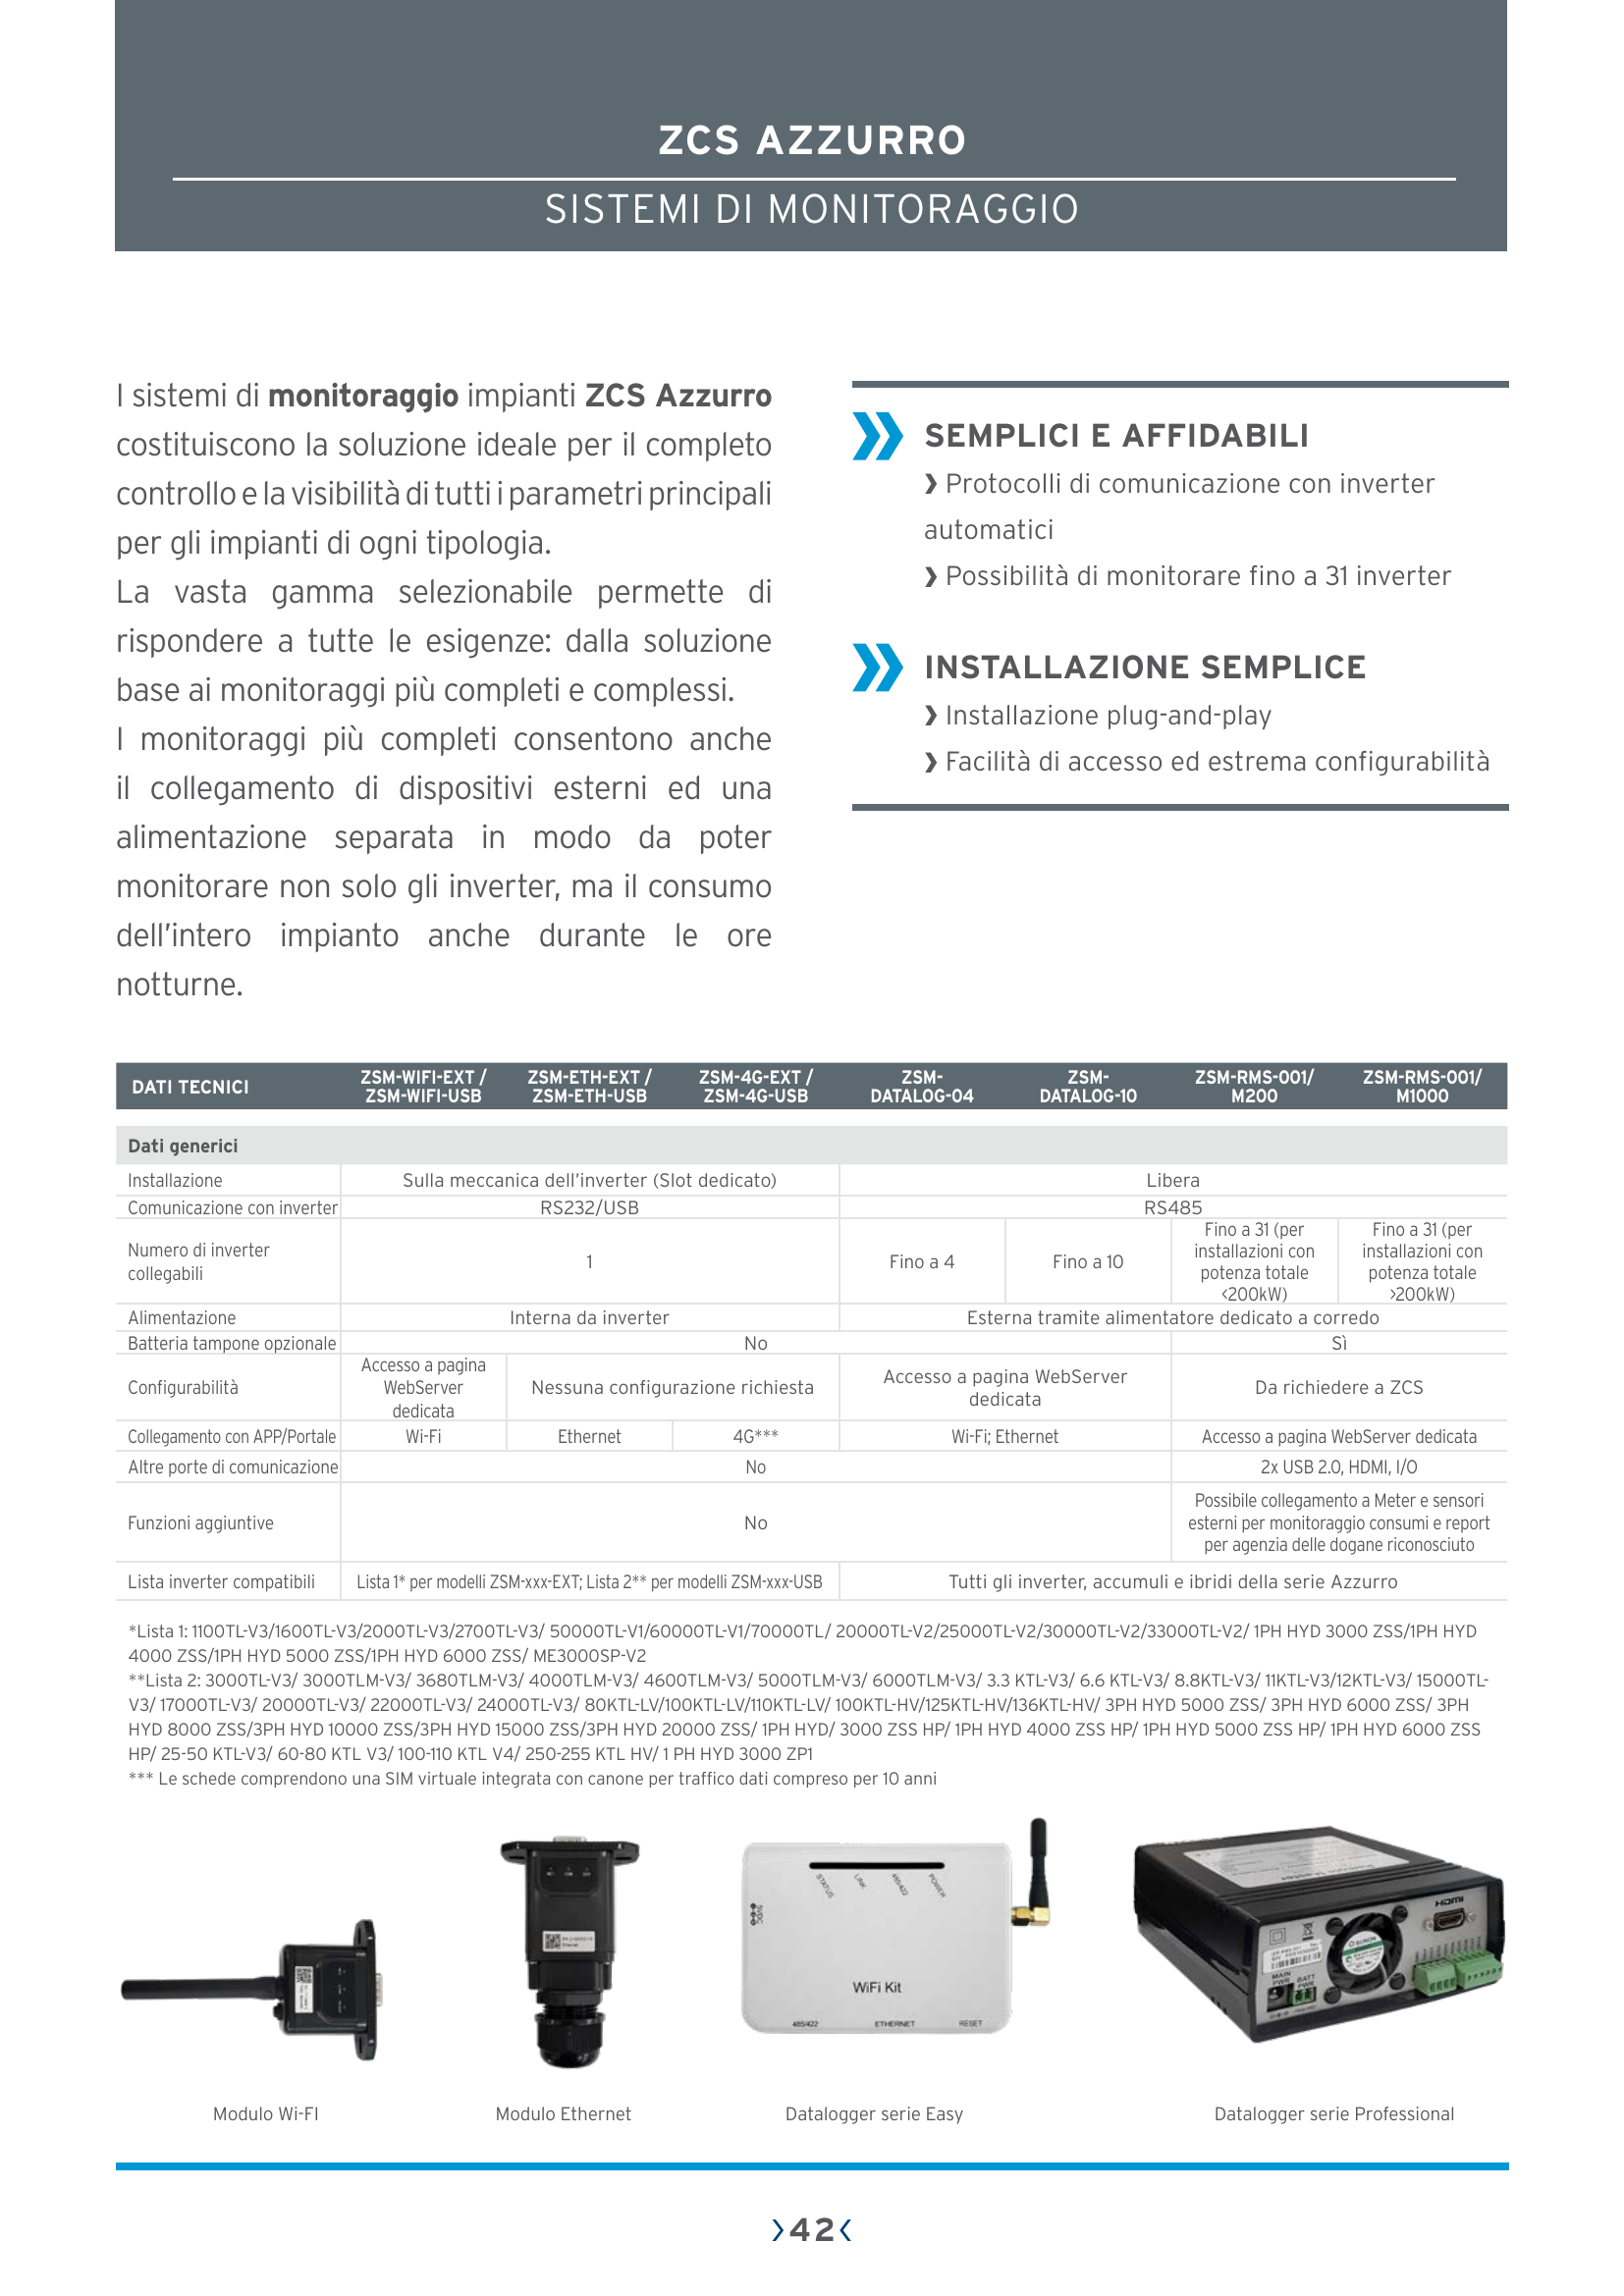 ZCS AZZURRO
SISTEMI DI MONITORAGGIO
I sistemi di monitoraggio impianti ZCS Azzurro
costituiscono la soluzione ideale per il completo
controllo e la visibilità di tutti i parametri principali
per gli impianti di ogni tipologia.
La vasta gamma selezionabile permette di
rispondere a tutte le esigenze: dalla soluzione
base ai monitoraggi più completi e complessi.
I monitoraggi più completi consentono anche
il collegamento di dispositivi esterni ed una
alimentazione separata in modo da poter
monitorare non solo gli inverter, ma il consumo
dell'intero impianto anche durante le ore
notturne.
SEMPLICI E AFFIDABILI
❯ Protocolli di comunicazione con inverter
automatici
❯ Possibilità di monitorare fino a 31 inverter
INSTALLAZIONE SEMPLICE
❯ Installazione plug-and-play
❯ Facilità di accesso ed estrema configurabilità
DATI TECNICI
ZSM-WIFI-EXT /
ZSM-WIFI-USB
ZSM-ETH-EXT /
ZSM-ETH-USB
ZSM-4G-EXT /
ZSM-4G-USB
ZSM-
DATALOG-04
ZSM-
DATALOG-10
ZSM-RMS-001/
M200
ZSM-RMS-001/
M1000
Dati generici
Installazione
Sulla meccanica dell'inverter (Slot dedicato)
Libera
Comunicazione con inverter
RS232/USB
RS485
Numero di inverter
collegabili
1
Fino a 4
Fino a 10
Fino a 31 (per
installazioni con
potenza totale
<200kW)
Fino a 31 (per
installazioni con
potenza totale
>200kW)
Alimentazione
Interna da inverter
Esterna tramite alimentatore dedicato a corredo
Batteria tampone opzionale
No
Sì
Configurabilità
Accesso a pagina
WebServer
dedicata
Nessuna configurazione richiesta
Accesso a pagina WebServer
dedicata
Da richiedere a ZCS
Collegamento con APP/Portale
Wi-Fi
Ethernet
4G***
Wi-Fi; Ethernet
Accesso a pagina WebServer dedicata
Altre porte di comunicazione
No
2x USB 2.0, HDMI, I/O
Funzioni aggiuntive
No
Possibile collegamento a Meter e sensori
esterni per monitoraggio consumi e report
per agenzia delle dogane riconosciuto
Lista inverter compatibili
Lista 1* per modelli ZSM-xxx-EXT; Lista 2** per modelli ZSM-xxx-USB
Tutti gli inverter, accumuli e ibridi della serie Azzurro
*Lista 1: 1100TL-V3/1600TL-V3/2000TL-V3/2700TL-V3/ 50000TL-V1/60000TL-V1/70000TL/ 20000TL-V2/25000TL-V2/30000TL-V2/33000TL-V2/ 1PH HYD 3000 ZSS/1PH HYD
4000 ZSS/1PH HYD 5000 ZSS/1PH HYD 6000 ZSS/ ME3000SP-V2
**Lista 2: 3000TL-V3/ 3000TLM-V3/ 3680TLM-V3/ 4000TLM-V3/ 4600TLM-V3/ 5000TLM-V3/ 6000TLM-V3/ 3.3 KTL-V3/ 6.6 KTL-V3/ 8.8KTL-V3/ 11KTL-V3/12KTL-V3/ 15000TL-
V3/ 17000TL-V3/ 20000TL-V3/ 22000TL-V3/ 24000TL-V3/ 80KTL-LV/100KTL-LV/110KTL-LV/ 100KTL-HV/125KTL-HV/136KTL-HV/ 3PH HYD 5000 ZSS/ 3PH HYD 6000 ZSS/ 3PH
HYD 8000 ZSS/3PH HYD 10000 ZSS/3PH HYD 15000 ZSS/3PH HYD 20000 ZSS/ 1PH HYD/ 3000 ZSS HP/ 1PH HYD 4000 ZSS HP/ 1PH HYD 5000 ZSS HP/ 1PH HYD 6000 ZSS
HP/ 25-50 KTL-V3/ 60-80 KTL V3/ 100-110 KTL V4/ 250-255 KTL HV/ 1 PH HYD 3000 ZP1
*** Le schede comprendono una SIM virtuale integrata con canone per traffico dati compreso per 10 anni
STATUS
LINK
485/422
POWER
5VDC
WiFi Kit
485/422
ETHERNET
RESET
HDMI
SUNON
MAIN
PWR
BATT
PWR
Modulo Wi-FI
Modulo Ethernet
Datalogger serie Easy
Datalogger serie Professional
42